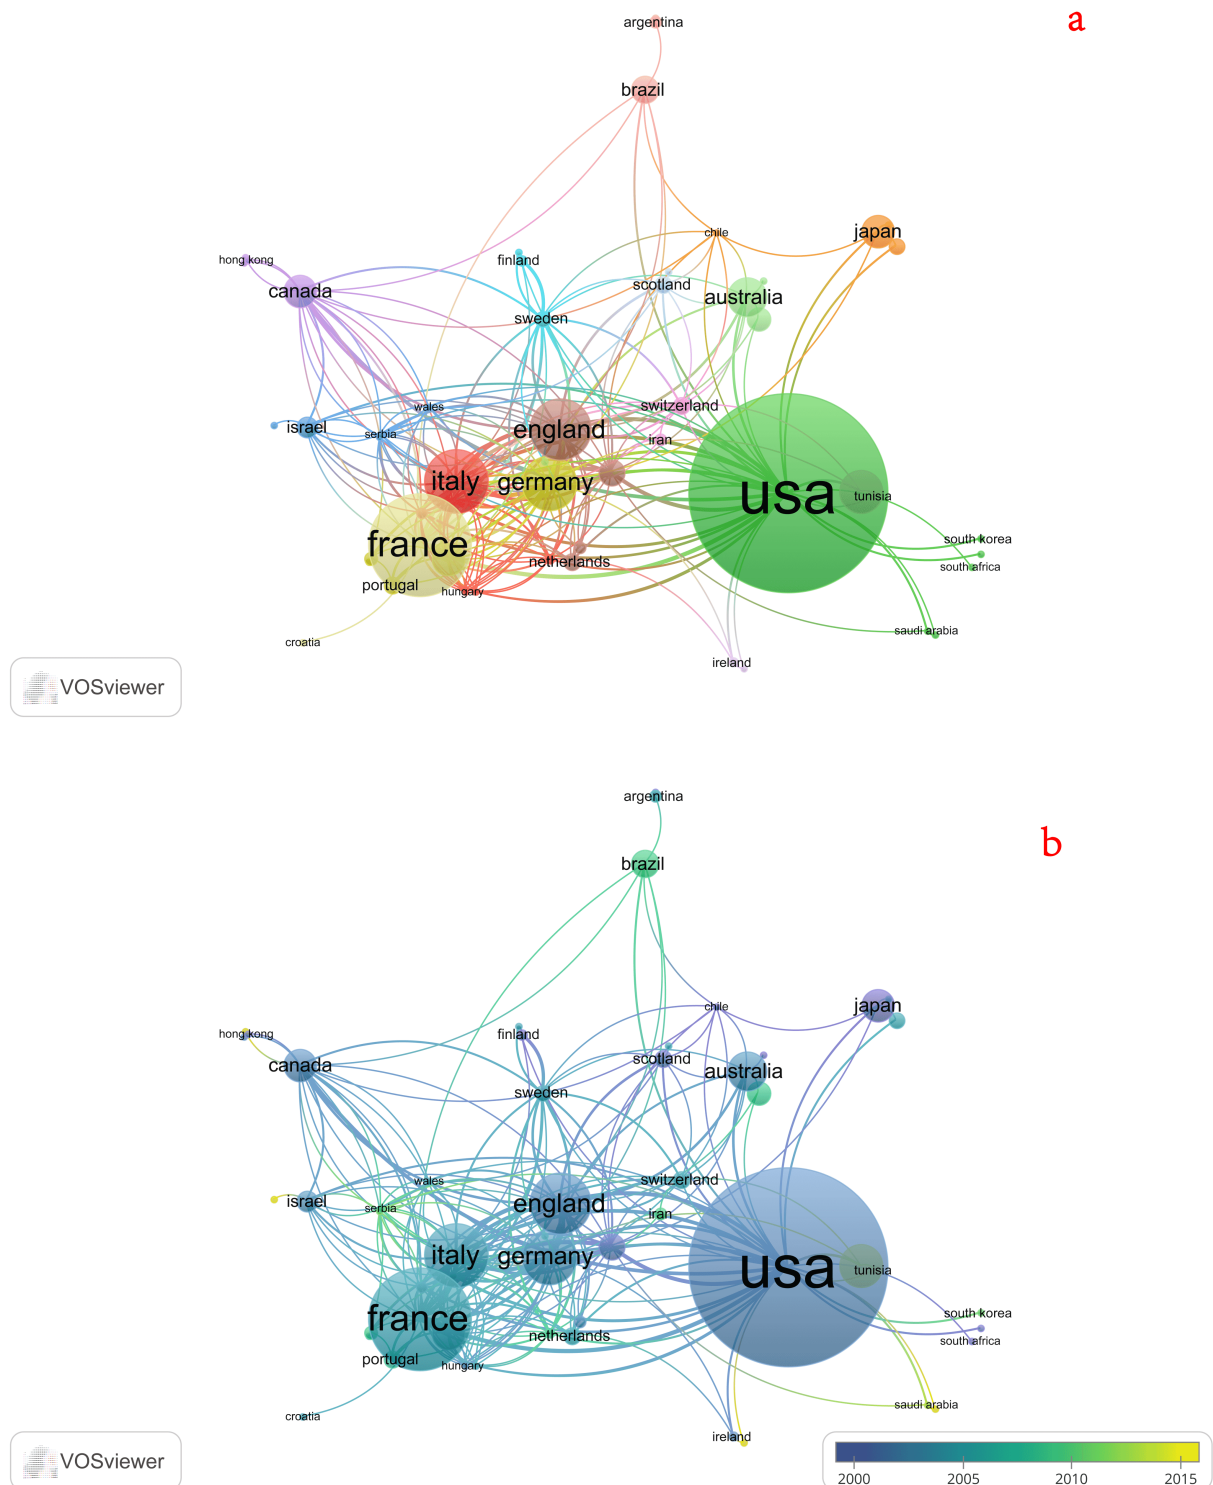 argentina
a
brazil
japan
chile
hong kong
finland
canada
scotland
australia
sweden
wales
switzerland
israel
serbia
england
iran
italy
germany
usa
tunisia
france
south korea
netherlands
south africa
portugal
hungary
saudi arabia
croatia
ireland
VOSviewer
argentina
b
brazil
japan
chile
hong kong
finland
canada
scotland
australia
sweden
wales
switzerland
israel
serbia
england
iran
italy
germany
usa
tunisia
france
south korea
netherlands
south africa
portugal
hungary
saudi arabia
croatia
ireland
VOSviewer
2000 2005 2010 2015